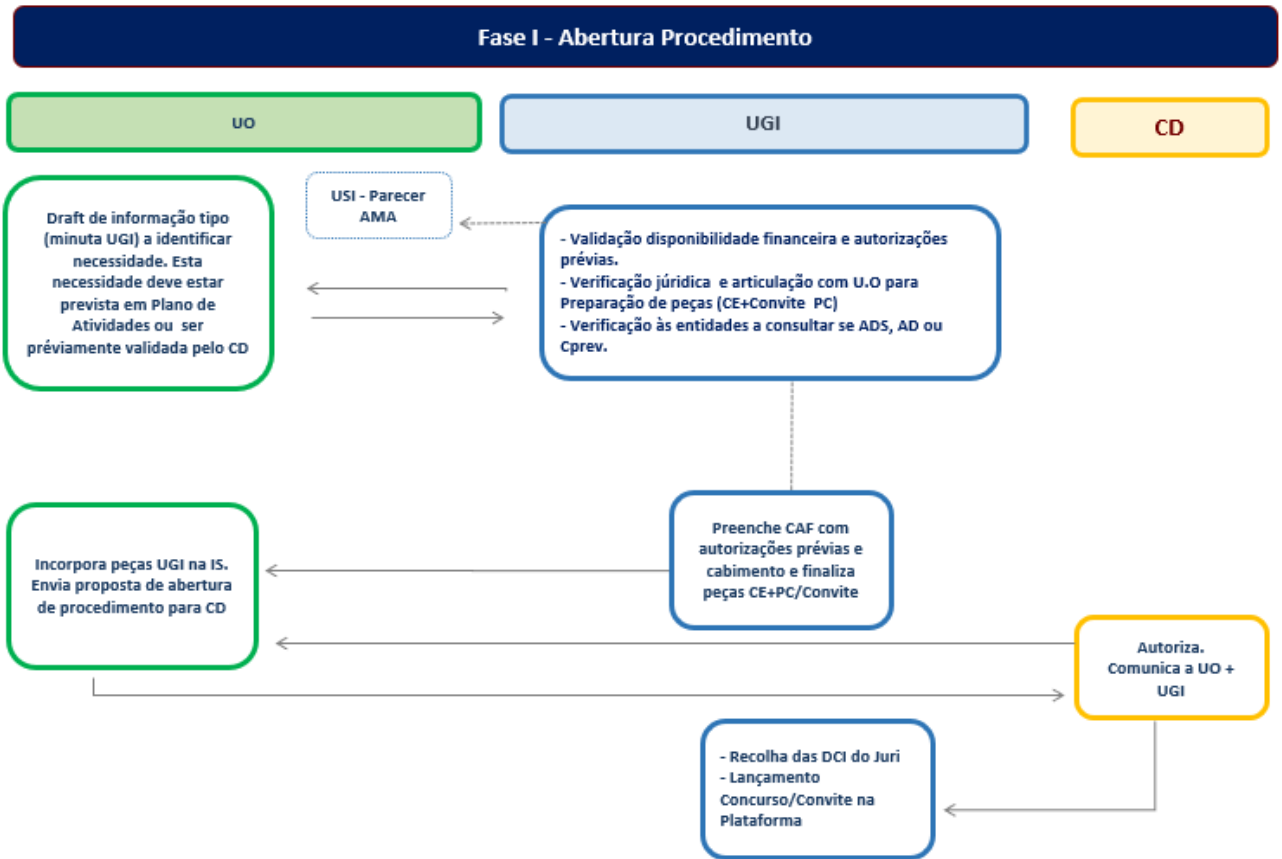 Fase I - Abertura Procedimento
UO
UGI
CD
Draft de informação tipo
(minuta UGI) a identificar
necessidade. Esta
necessidade deve estar
prevista em Plano de
Atividades ou ser
préviamente validada pelo CD
USI - Parecer
AMA
- Validação disponibilidade financeira e autorizações
prévias.
- Verificação júridica e articulação com U.O para
Preparação de peças (CE+Convite PC)
- Verificação às entidades a consultar se ADS, AD ou
Cprev.
Incorpora peças UGI na IS.
Envia proposta de abertura
de procedimento para CD
Preenche CAF com
autorizações prévias e
cabimento e finaliza
peças CE+PC/Convite
Autoriza.
Comunica a UO +
UGI
- Recolha das DCI do Juri
- Lançamento
Concurso/Convite na
Plataforma